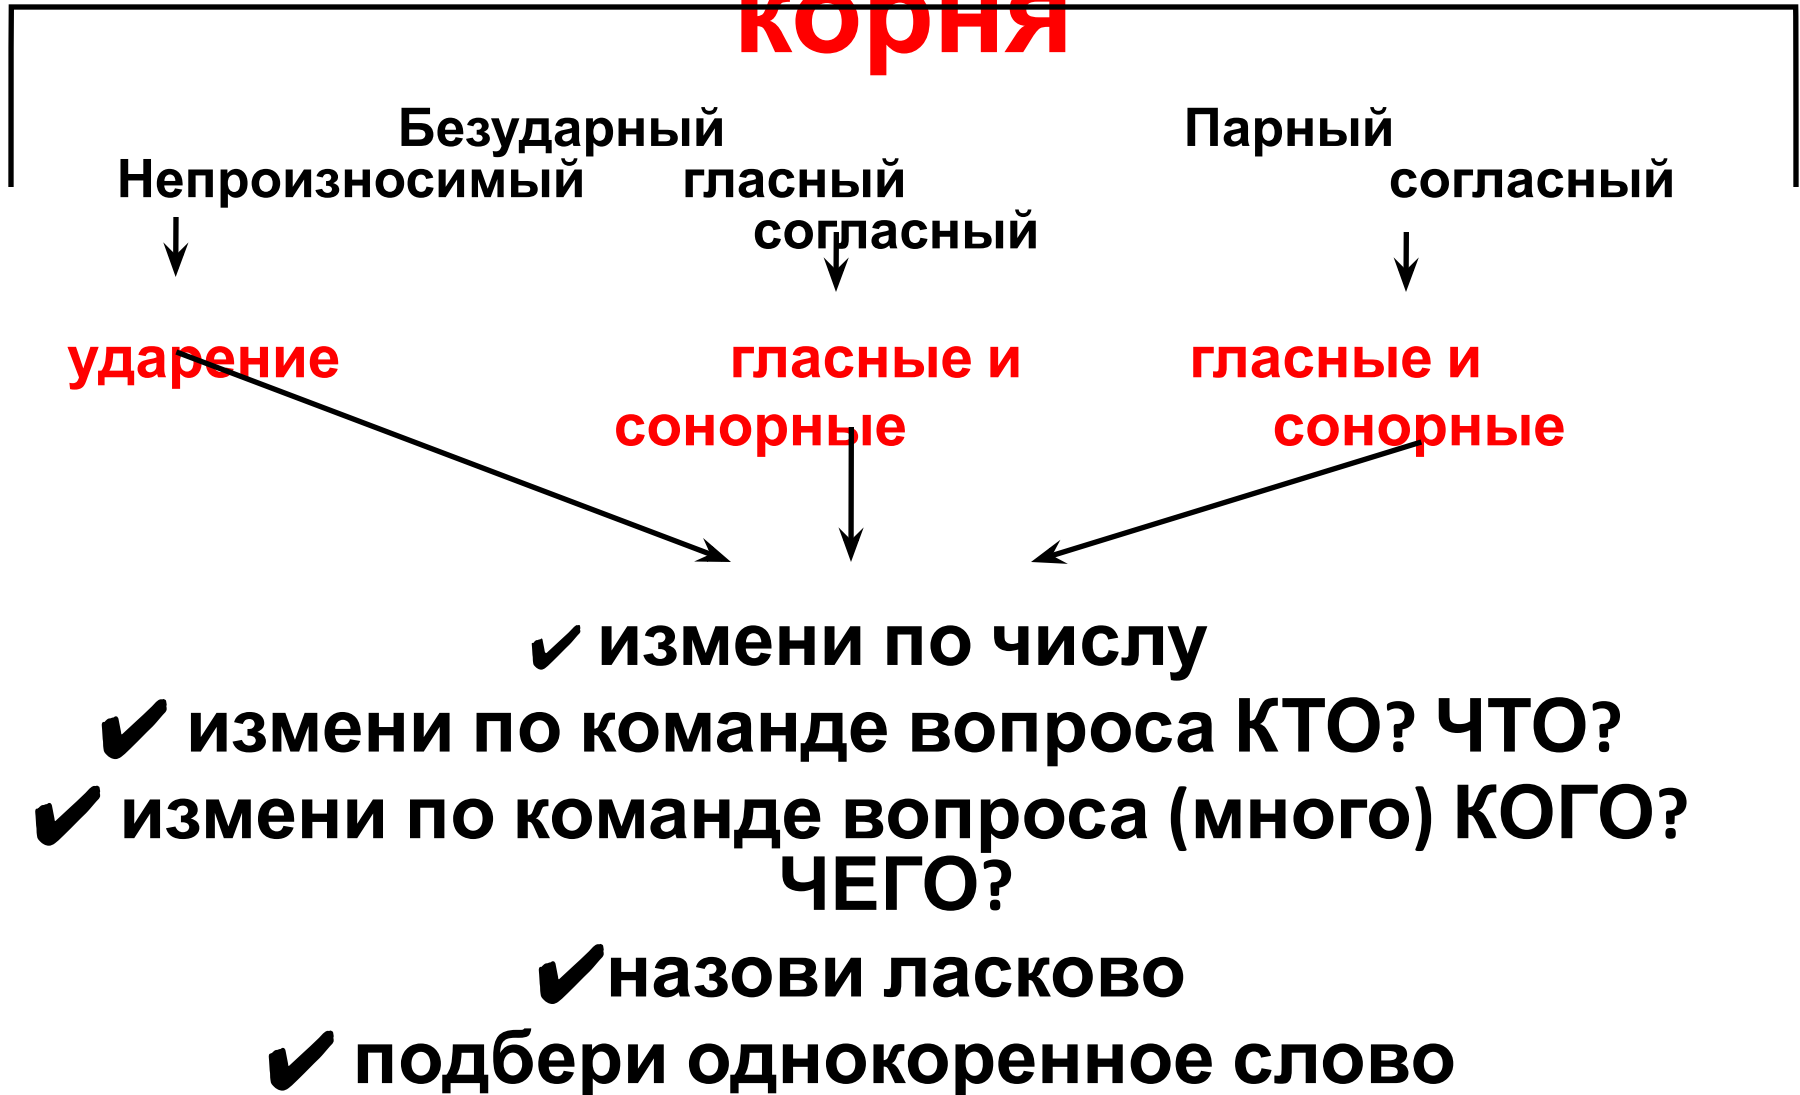 корня
Безударный Парный
Непроизносимый гласный согласный
согласный
ударение гласные и гласные и
сонорные сонорные
✔ измени по числу
✔ измени по команде вопроса КТО? ЧТО?
✔ измени по команде вопроса (много) КОГО?
ЧЕГО?
✔назови ласково
✔ подбери однокоренное слово